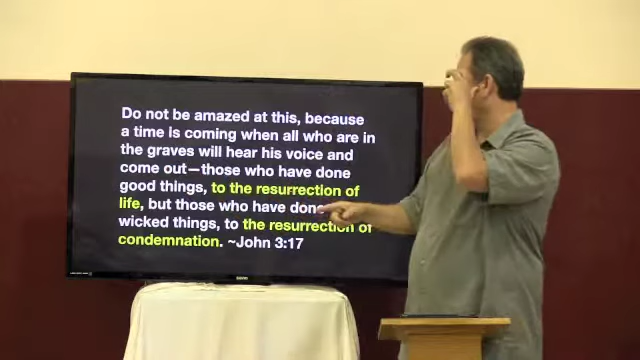 Do not be amazed at this, because
a time is coming when all who are in
the graves will hear his voice and
come out—those who have done
good things, to the resurrection of
life, but those who have done
wicked things, to the resurrection of
condemnation. ~John 3:17